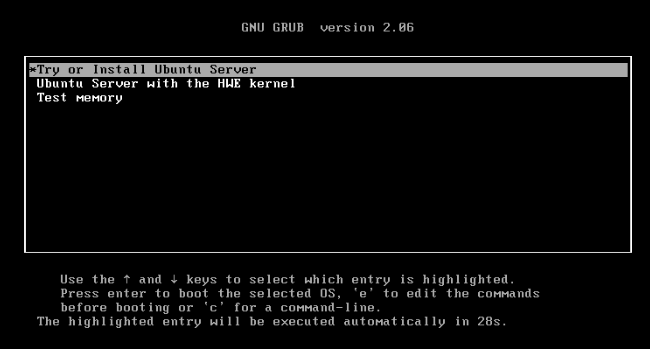 GNU GRUB version 2.06
*Try or Install Ubuntu Server
Ubuntu Server with the HWE kernel
Test memory
Use the ↑ and ↓ keys to select which entry is highlighted.
Press enter to boot the selected OS, `e' to edit the commands
before booting or `c' for a command-line.
The highlighted entry will be executed automatically in 28s.